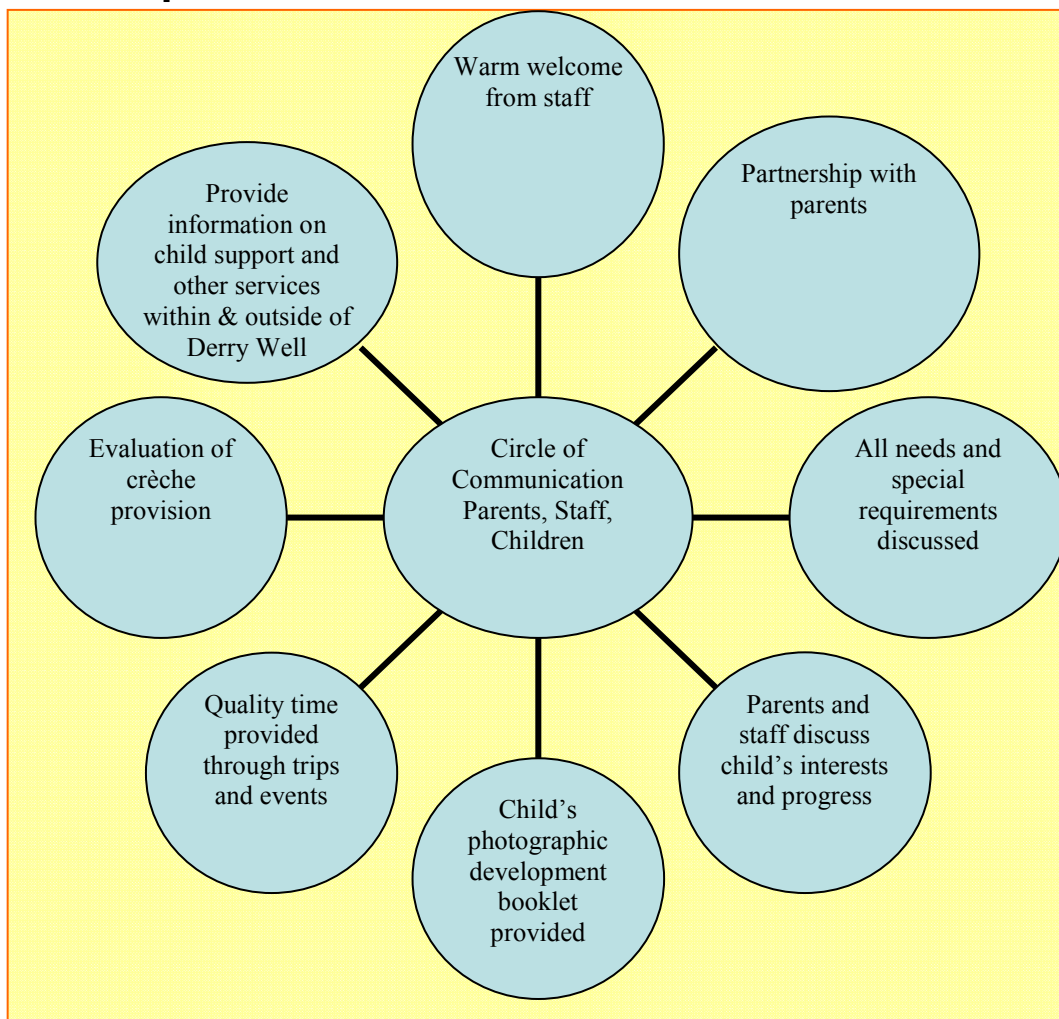 Warm welcome
from staff
Partnership with
parents
All needs and
special
requirements
discussed
Parents and
staff discuss
child’s interests
and progress
Child’s
photographic
development
booklet
provided
Quality time
provided
through trips
and events
Evaluation of
crèche
provision
Provide
information on
child support and
other services
within & outside of
Derry Well
Circle of
Communication
Parents, Staff,
Children